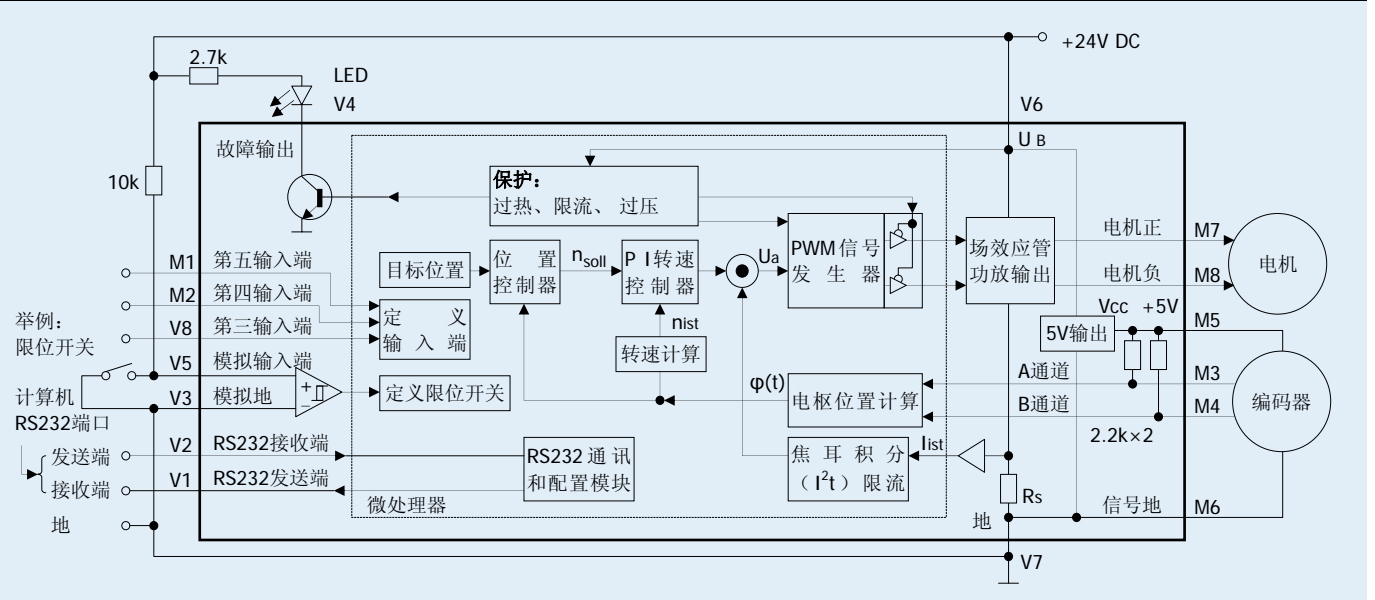 +24V DC
2.7k
LED
V4
V6
U B
故障输出
10k
保护：
过热、限流、 过压
PWM信号
发 生 器
场效应管
功放输出
电机正
M7
电机负
M8
电机
M1
第五输入端
M2
第四输入端
V8
第三输入端
举例：
限位开关
目标位置
位 置
控制器
nsoll
P I转速
控制器
Ua
定 义
输 入 端
nist
转速计算
Vcc +5V
M5
5V输出
V5
模拟输入端
V3
模拟地
+
−
定义限位开关
φ(t)
电枢位置计算
A通道
M3
B通道
M4
编码器
2.2k×2
计算机
RS232端口
发送端
V2
RS232接收端
接收端
V1
RS232发送端
RS232 通 讯
和配置模块
微处理器
焦 耳 积 分
（I²t）限流
Iist
Rs
地
信号地
M6
地
V7